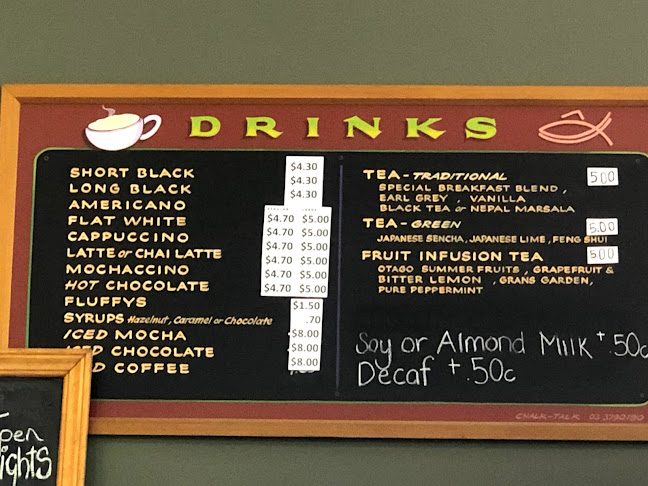 DRINKS
SHORT BLACK $4.30
LONG BLACK $4.30
AMERICANO $4.30
FLAT WHITE $4.70 $5.00
CAPPUCCINO $4.70 $5.00
LATTE or CHAI LATTE $4.70 $5.00
MOCHACCINO $4.70 $5.00
HOT CHOCOLATE $4.70 $5.00
FLUFFYS $1.50
SYRUPS Hazelnut, Caramel or Chocolate .70
ICED MOCHA $8.00
ICED CHOCOLATE $8.00
D COFFEE $8.00
TEA - TRADITIONAL 5.00
SPECIAL BREAKFAST BLEND,
EARL GREY, VANILLA
BLACK TEA or NEPAL MARSALA
TEA - GREEN 5.00
JAPANESE SENCHA, JAPANESE LIME, FENG SHUI
FRUIT INFUSION TEA 5.00
OTAGO SUMMER FRUITS, GRAPEFRUIT &
BITTER LEMON, GRANS GARDEN,
PURE PEPPERMINT
Soy or Almond Milk + .50c
Decaf + .50c
CHALK-TALK 03 3780780
pen
ights